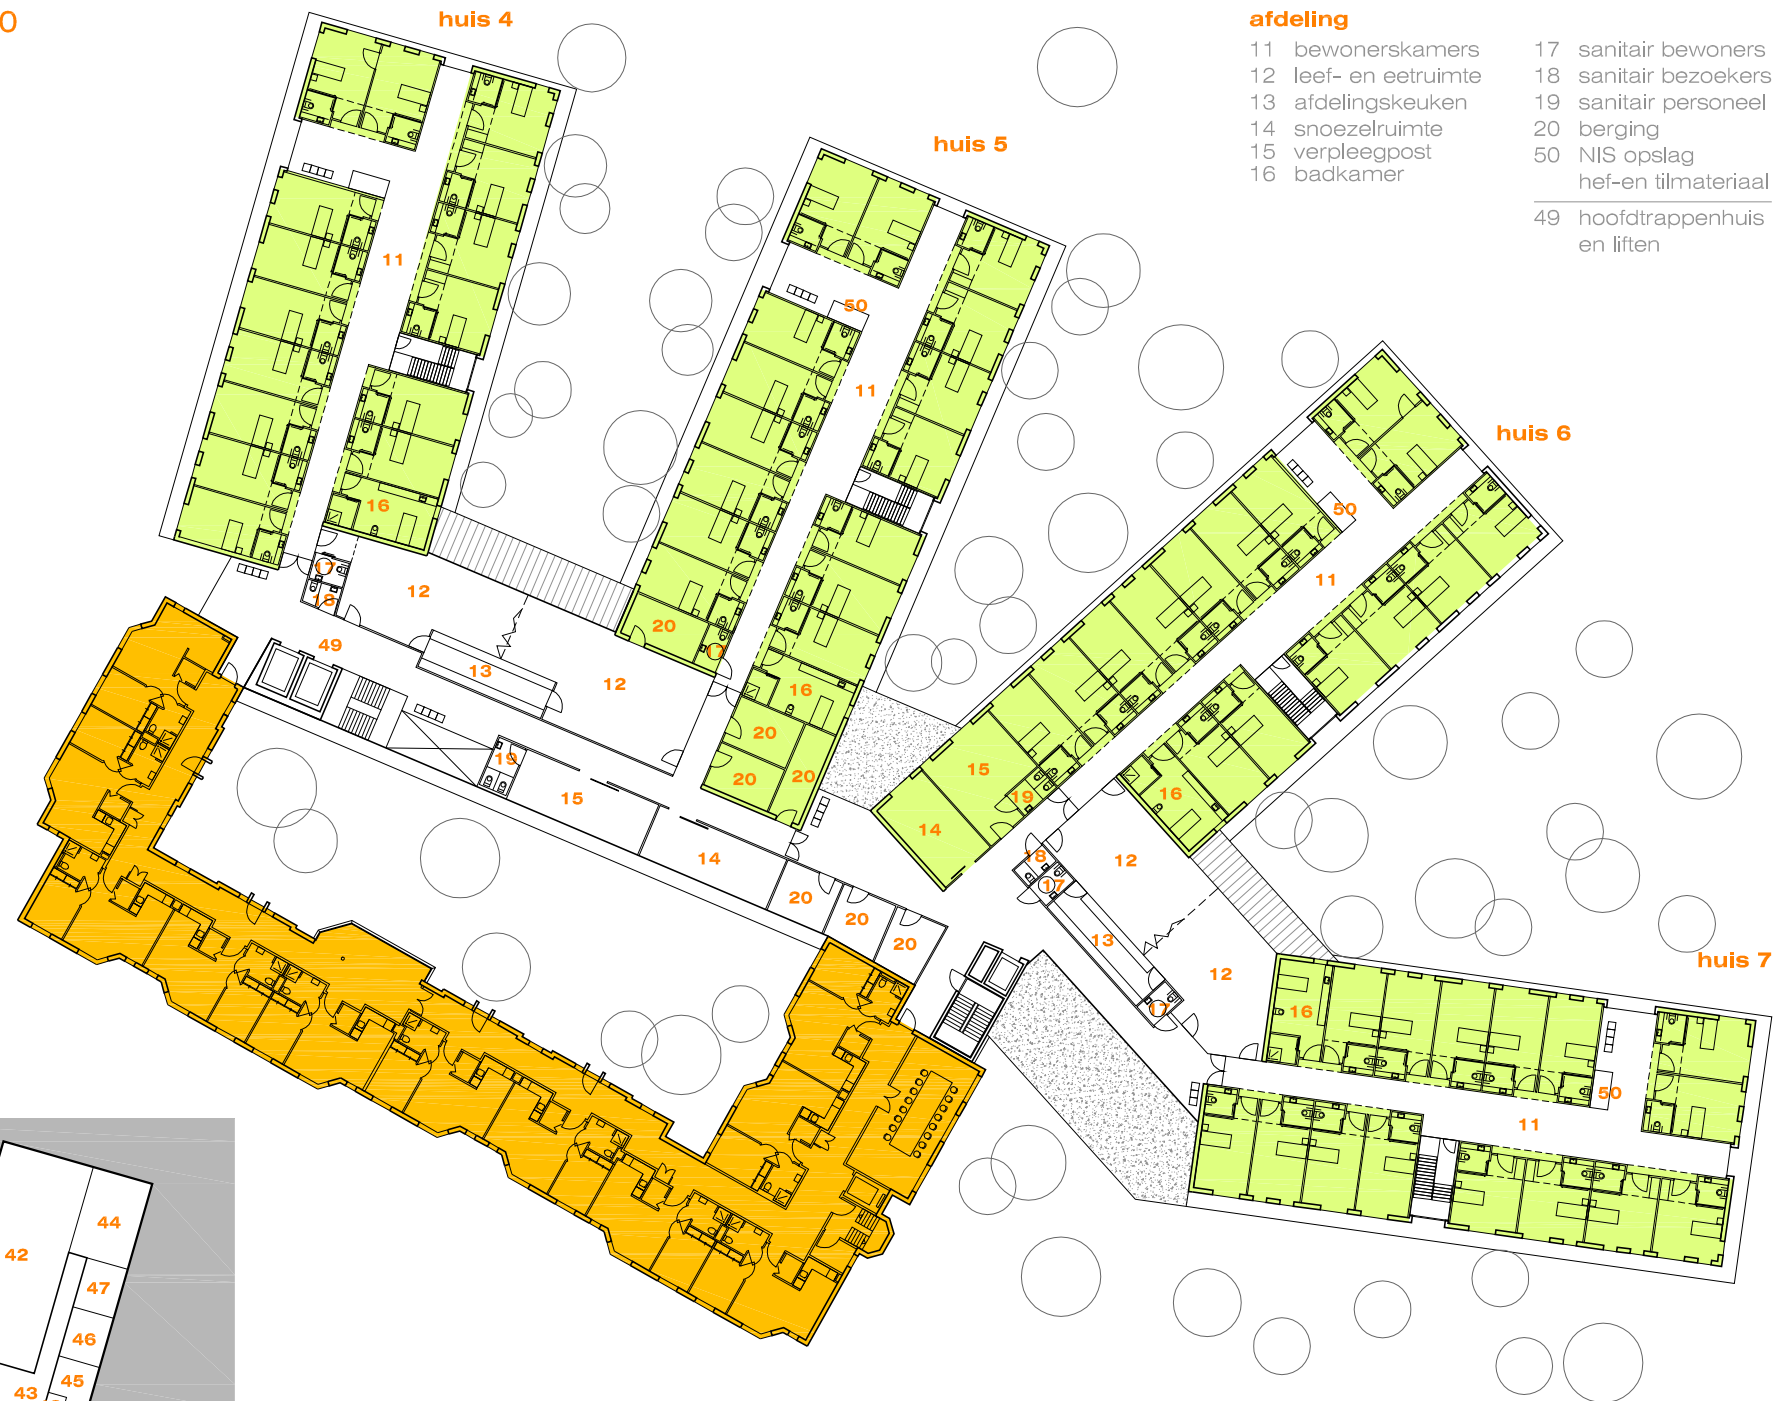 0
huis 4
afdeling
11 bewonerskamers
12 leef- en eetruimte
13 afdelingskeuken
14 snoezelruimte
15 verpleegpost
16 badkamer
17 sanitair bewoners
18 sanitair bezoekers
19 sanitair personeel
20 berging
50 NIS opslag
hef-en tilmateriaal
49 hoofdtrappenhuis
en liften
huis 5
11
50
11
huis 6
16
50
17
11
12
18
20
49
17
13
12
16
20
15
19
20
20
19
15
16
14
14
18
12
17
20
20
13
20
huis 7
12
17
16
50
11
44
42
47
46
45
43